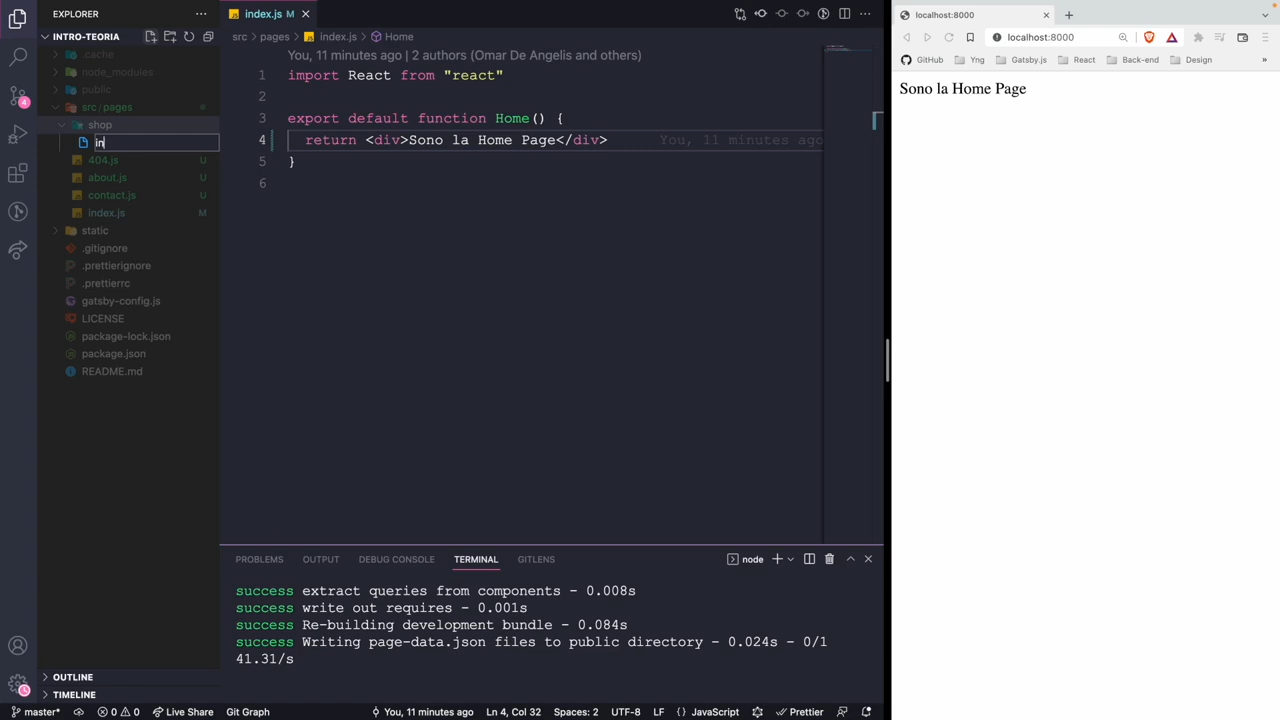 EXPLORER
···
index.js M
INTRO-TEORIA
.cache
node_modules
public
src / pages
shop
in
404.js U
about.js U
contact.js U
index.js M
static
.gitignore
.prettierignore
.prettierrc
gatsby-config.js
LICENSE
package-lock.json
package.json
README.md
OUTLINE
TIMELINE
4
src > pages > index.js > Home
You, 11 minutes ago | 2 authors (Omar De Angelis and others)
1 import React from "react"
2
3 export default function Home() {
4 return <div>Sono la Home Page</div> You, 11 minutes ago
5 }
6
PROBLEMS OUTPUT DEBUG CONSOLE TERMINAL GITLENS
node
success extract queries from components - 0.008s
success write out requires - 0.001s
success Re-building development bundle - 0.084s
success Writing page-data.json files to public directory - 0.024s - 0/1
41.31/s
master* 0 0 Live Share Git Graph You, 11 minutes ago Ln 4, Col 32 Spaces: 2 UTF-8 LF JavaScript Prettier
localhost:8000
localhost:8000
GitHub Yng Gatsby.js React Back-end Design »
Sono la Home Page